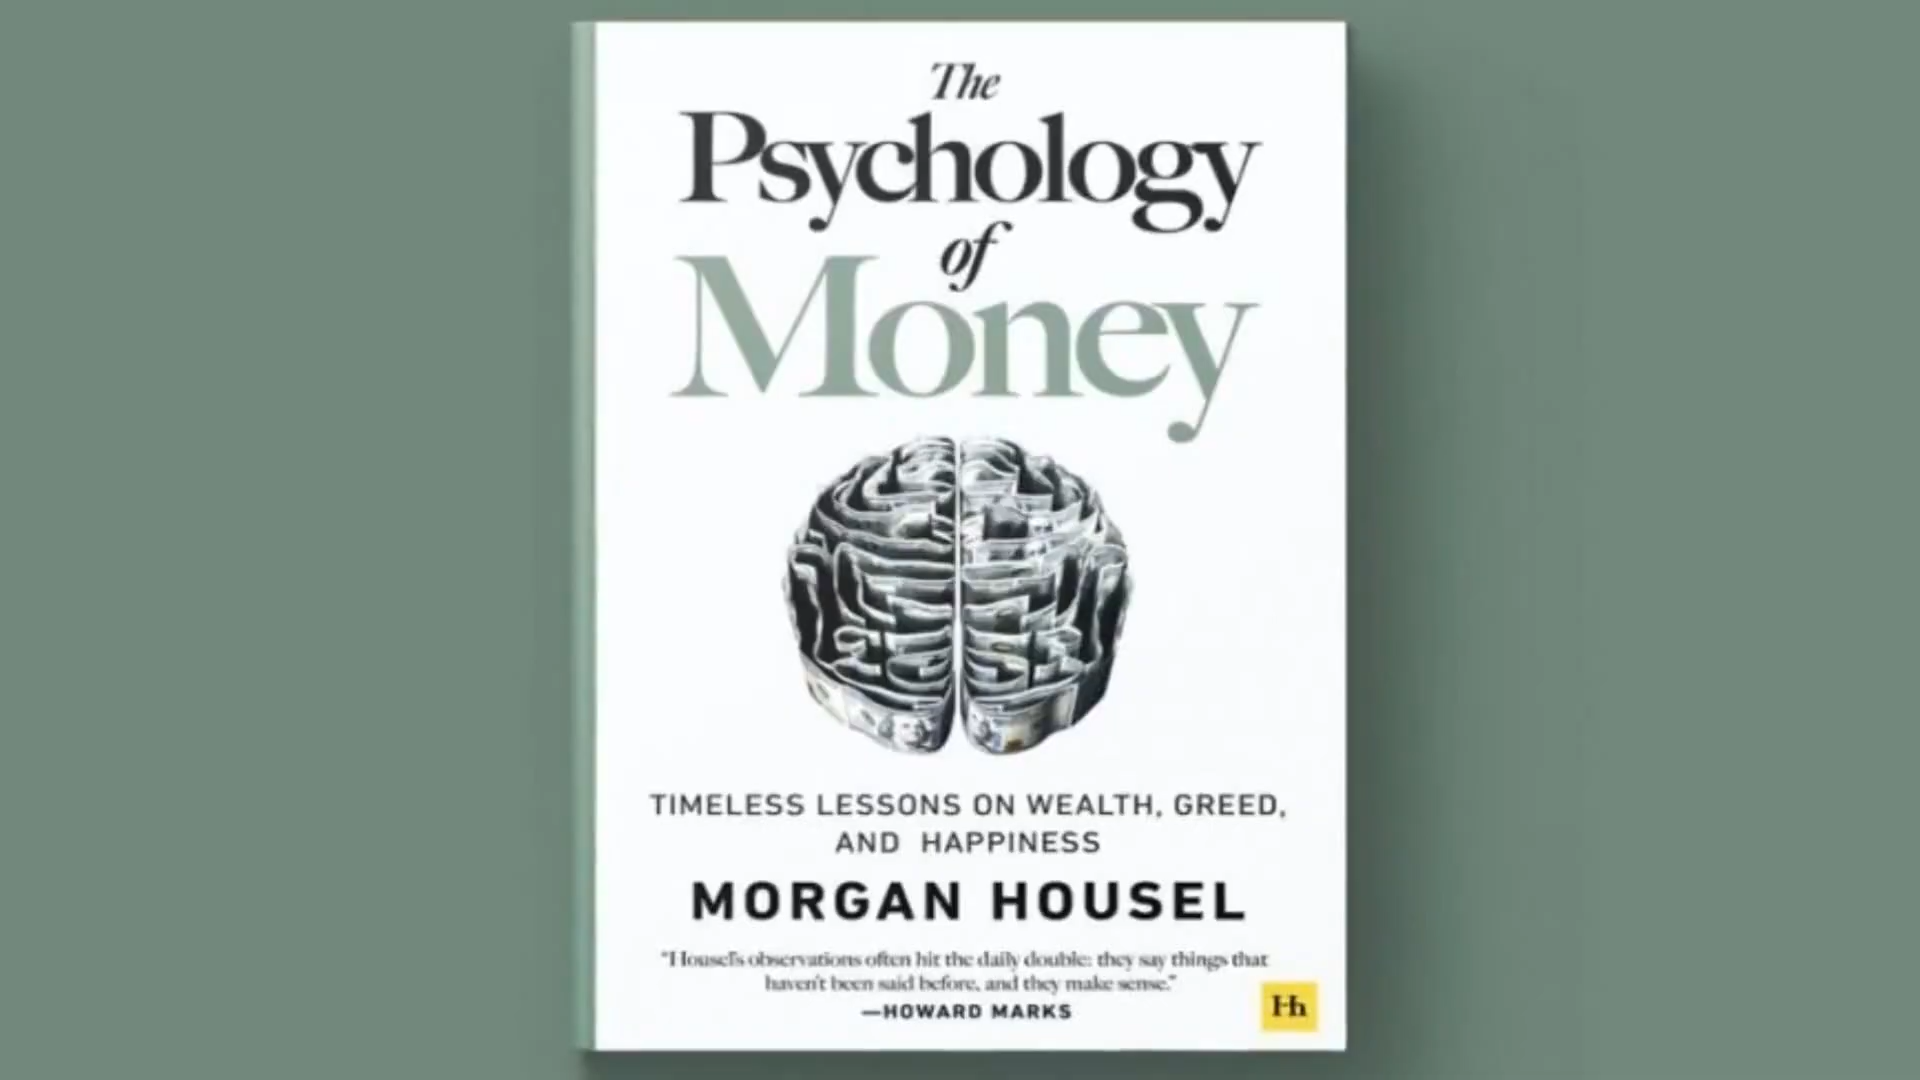 The
Psychology
of
Money
TIMELESS LESSONS ON WEALTH, GREED,
AND HAPPINESS
MORGAN HOUSEL
"Housel's observations often hit the daily double: they say things that
haven't been said before, and they make sense."
—HOWARD MARKS
Hh